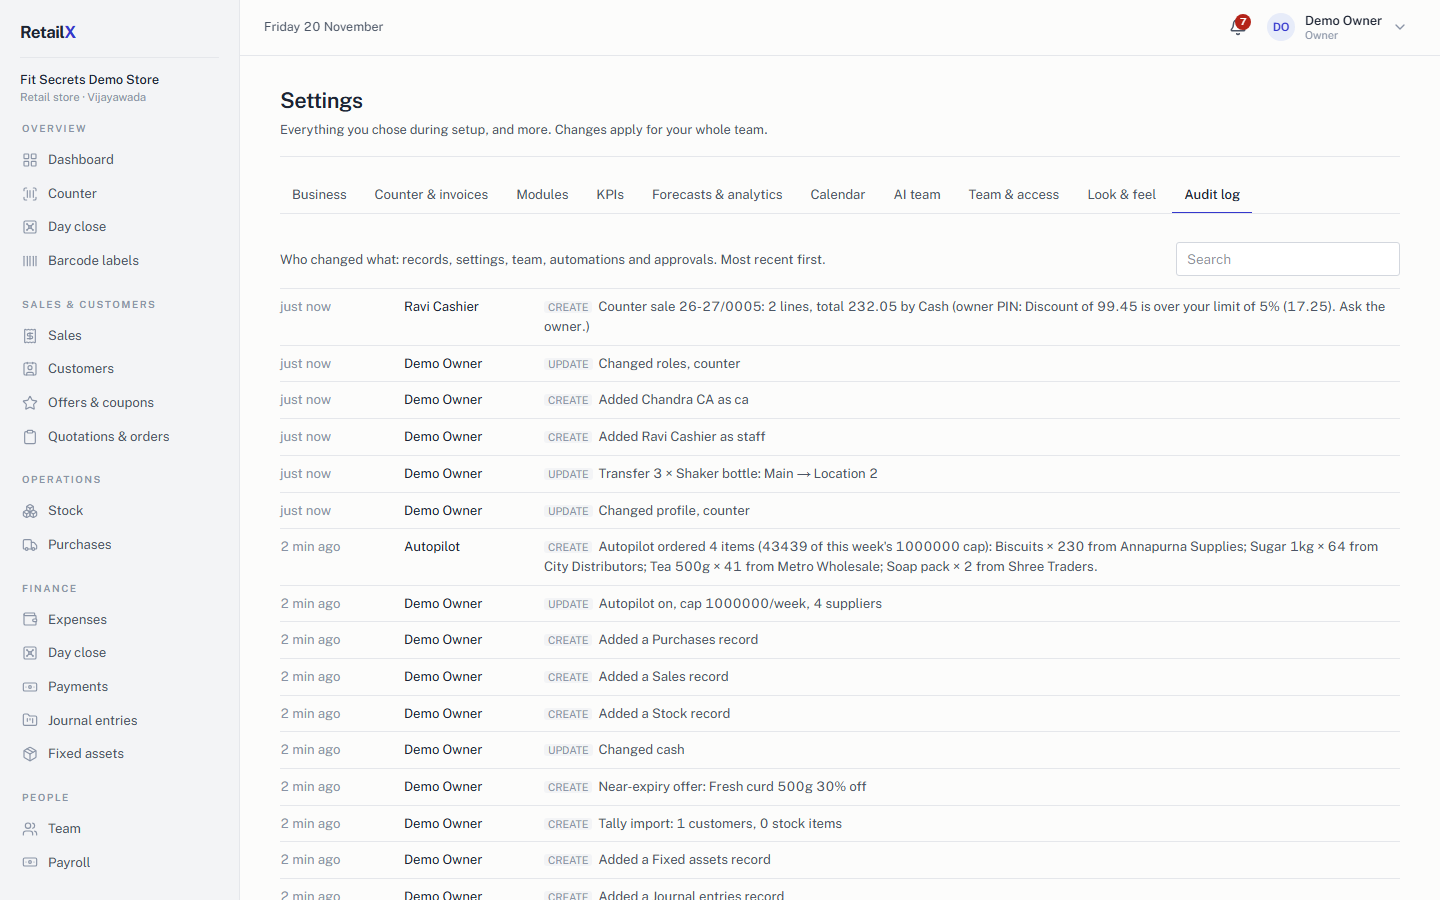 RetailX
Fit Secrets Demo Store
Retail store · Vijayawada
OVERVIEW
Dashboard
Counter
Day close
Barcode labels
SALES & CUSTOMERS
Sales
Customers
Offers & coupons
Quotations & orders
OPERATIONS
Stock
Purchases
FINANCE
Expenses
Day close
Payments
Journal entries
Fixed assets
PEOPLE
Team
Payroll
Friday 20 November
7
DO
Demo Owner
Owner
Settings
Everything you chose during setup, and more. Changes apply for your whole team.
Business Counter & invoices Modules KPIs Forecasts & analytics Calendar AI team Team & access Look & feel Audit log
Who changed what: records, settings, team, automations and approvals. Most recent first.
Search
just now Ravi Cashier CREATE Counter sale 26-27/0005: 2 lines, total 232.05 by Cash (owner PIN: Discount of 99.45 is over your limit of 5% (17.25). Ask the
owner.)
just now Demo Owner UPDATE Changed roles, counter
just now Demo Owner CREATE Added Chandra CA as ca
just now Demo Owner CREATE Added Ravi Cashier as staff
just now Demo Owner UPDATE Transfer 3 × Shaker bottle: Main → Location 2
just now Demo Owner UPDATE Changed profile, counter
2 min ago Autopilot CREATE Autopilot ordered 4 items (43439 of this week's 1000000 cap): Biscuits × 230 from Annapurna Supplies; Sugar 1kg × 64 from
City Distributors; Tea 500g × 41 from Metro Wholesale; Soap pack × 2 from Shree Traders.
2 min ago Demo Owner UPDATE Autopilot on, cap 1000000/week, 4 suppliers
2 min ago Demo Owner CREATE Added a Purchases record
2 min ago Demo Owner CREATE Added a Sales record
2 min ago Demo Owner CREATE Added a Stock record
2 min ago Demo Owner UPDATE Changed cash
2 min ago Demo Owner CREATE Near-expiry offer: Fresh curd 500g 30% off
2 min ago Demo Owner CREATE Tally import: 1 customers, 0 stock items
2 min ago Demo Owner CREATE Added a Fixed assets record
2 min ago Demo Owner CREATE Added a Journal entries record